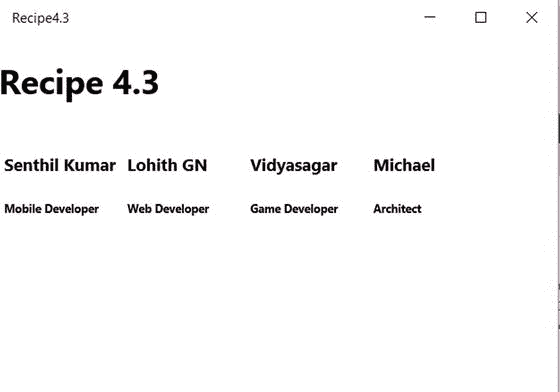 Recipe4.3
Recipe 4.3
Senthil Kumar Lohith GN Vidyasagar Michael
Mobile Developer Web Developer Game Developer Architect